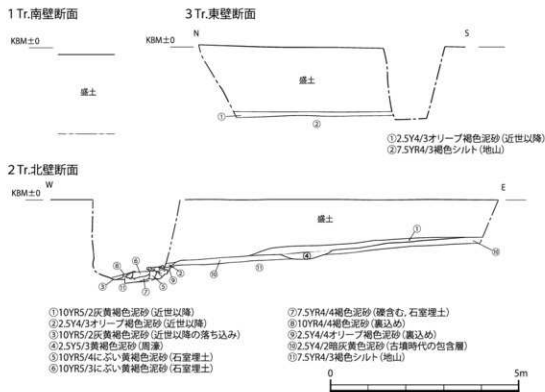 1 Tr.南壁断面
KBM±0
盛土
3 Tr.東壁断面
KBM±0
N
S
盛土
①
②
①2.5Y4/3オリーブ褐色泥砂(近世以降)
②7.5YR4/3褐色シルト(地山)
2 Tr.北壁断面
KBM±0
W
E
盛土
①
④
⑩
⑩
⑪
⑧
⑥
②
⑨
③
⑪
⑦
⑤
①10YR5/2灰黄褐色泥砂(近世以降)
②2.5Y4/3オリーブ褐色泥砂(近世以降)
③10YR5/2灰黄褐色泥砂(近世以降の落ち込み)
④2.5Y5/3黄褐色泥砂(周濠)
⑤10YR5/4にぶい黄褐色泥砂(石室埋土)
⑥10YR5/3にぶい黄褐色泥砂(石室埋土)
⑦7.5YR4/4褐色泥砂(礫含む、石室埋土)
⑧10YR4/4褐色泥砂(裏込め)
⑨2.5Y4/4オリーブ褐色泥砂(裏込め)
⑩2.5Y4/2暗灰黄色泥砂(古墳時代の包含層)
⑪7.5YR4/3褐色シルト(地山)
0
5m